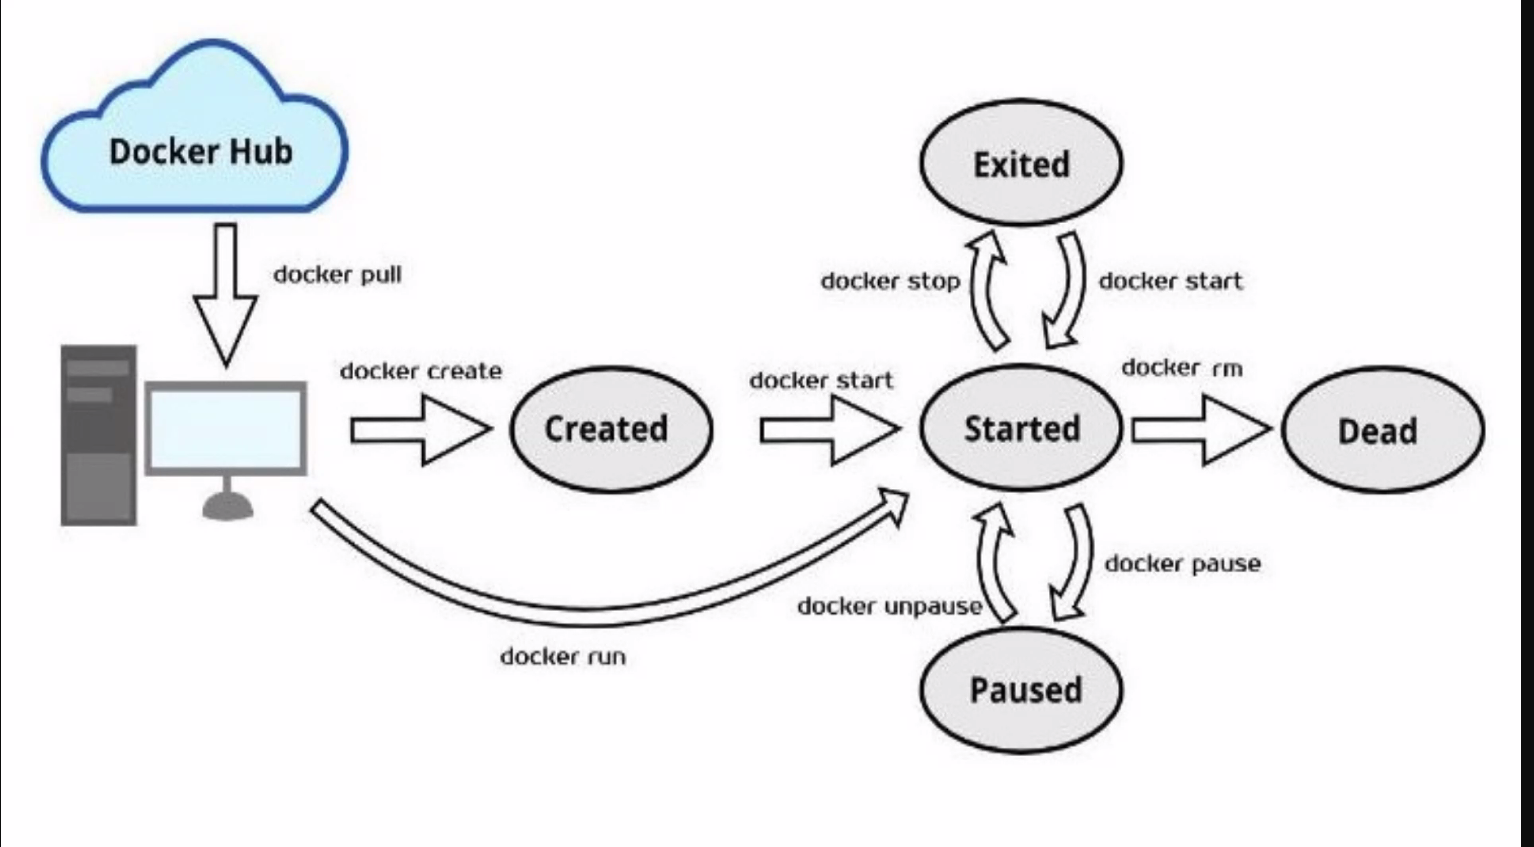 Docker Hub
docker pull
docker create
Created
docker start
docker run
Exited
docker stop
docker start
Started
docker rm
Dead
docker unpause
docker pause
Paused